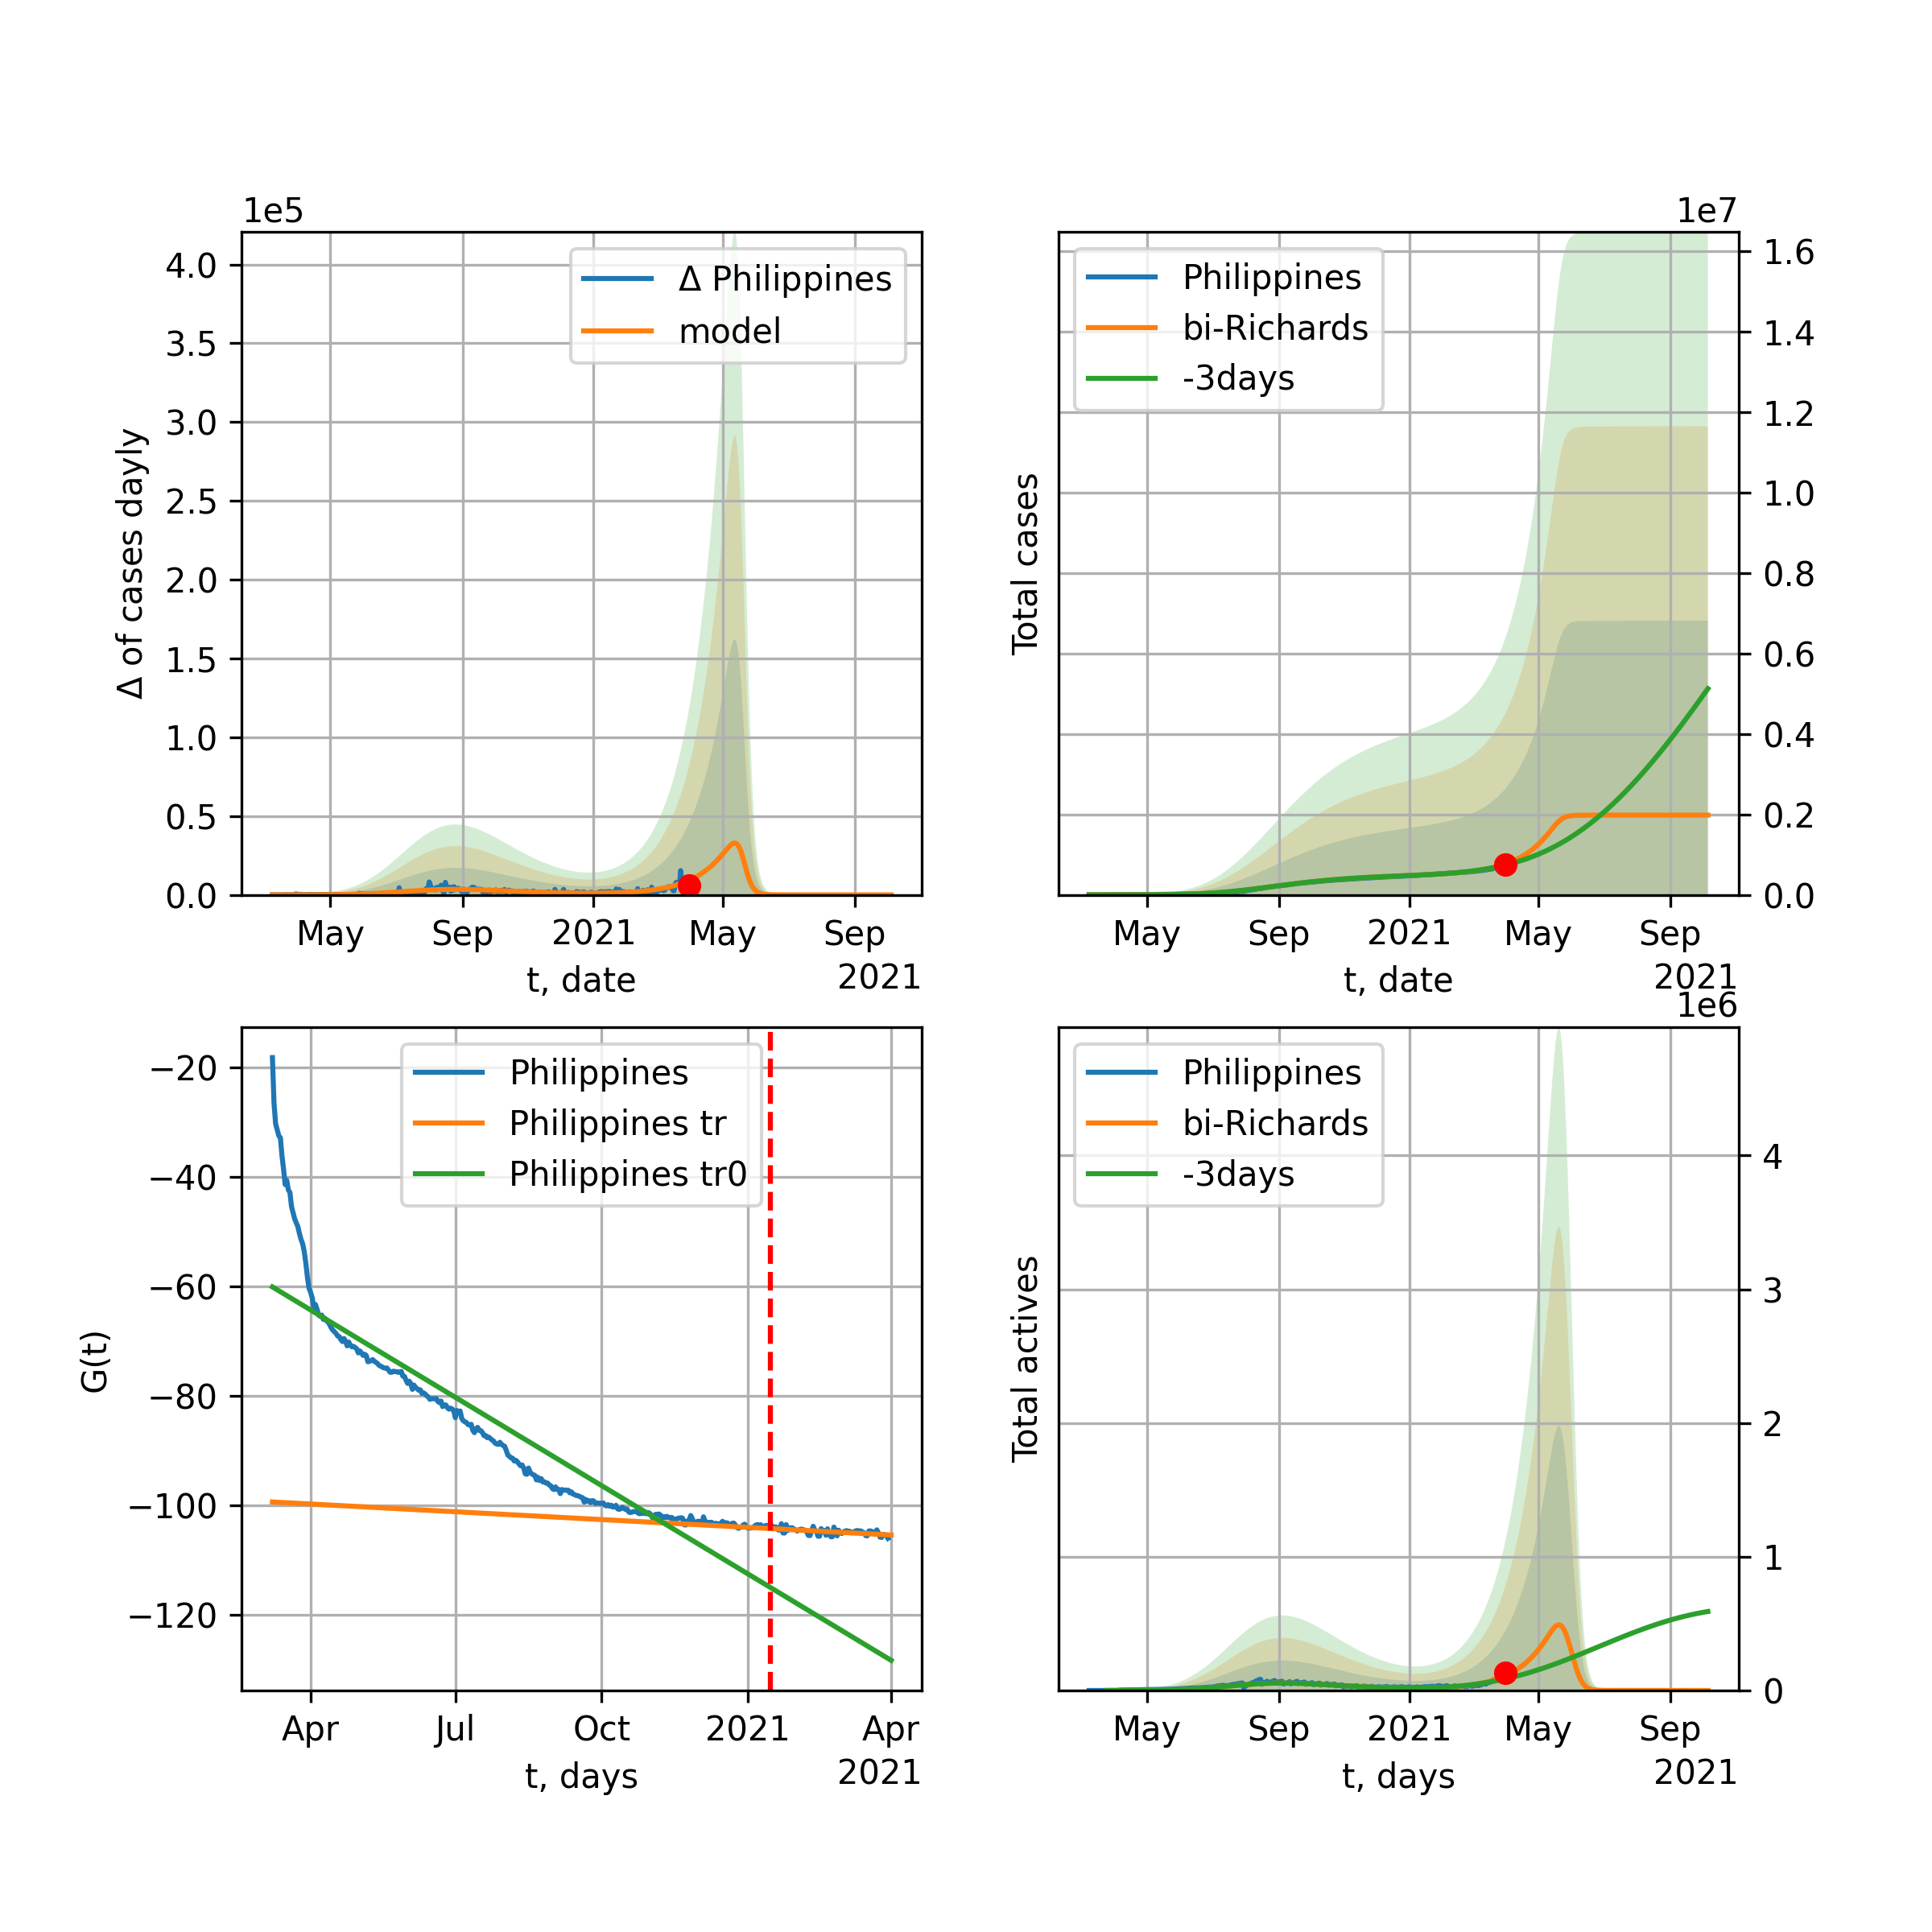 1e5
4.0
3.5
3.0
2.5
2.0
1.5
1.0
0.5
0.0
Δ of cases dayly
Δ Philippines
model
May Sep 2021 May Sep
2021
t, date
1e7
1.6
1.4
1.2
1.0
0.8
0.6
0.4
0.2
0.0
Total cases
Philippines
bi-Richards
-3days
May Sep 2021 May Sep
2021
t, date
−20
−40
−60
−80
−100
−120
G(t)
Philippines
Philippines tr
Philippines tr0
Apr Jul Oct 2021 Apr
2021
t, days
1e6
4
3
2
1
0
Total actives
Philippines
bi-Richards
-3days
May Sep 2021 May Sep
2021
t, days